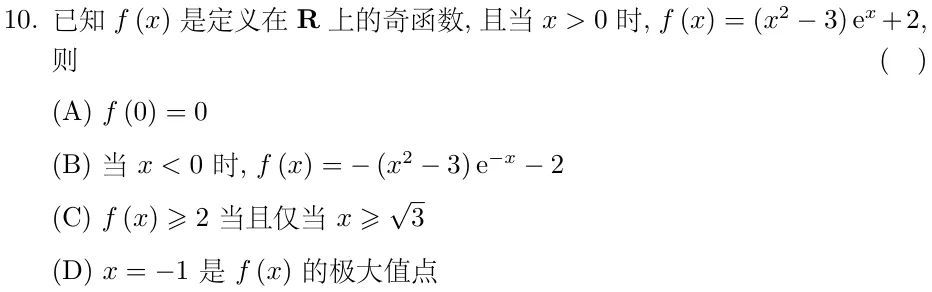 10. 已知 f (x) 是定义在 R 上的奇函数, 且当 x > 0 时, f (x) = (x² − 3) eˣ + 2,
则 ( )
(A) f (0) = 0
(B) 当 x < 0 时, f (x) = − (x² − 3) e⁻ˣ − 2
(C) f (x) ⩾ 2 当且仅当 x ⩾ √3
(D) x = −1 是 f (x) 的极大值点